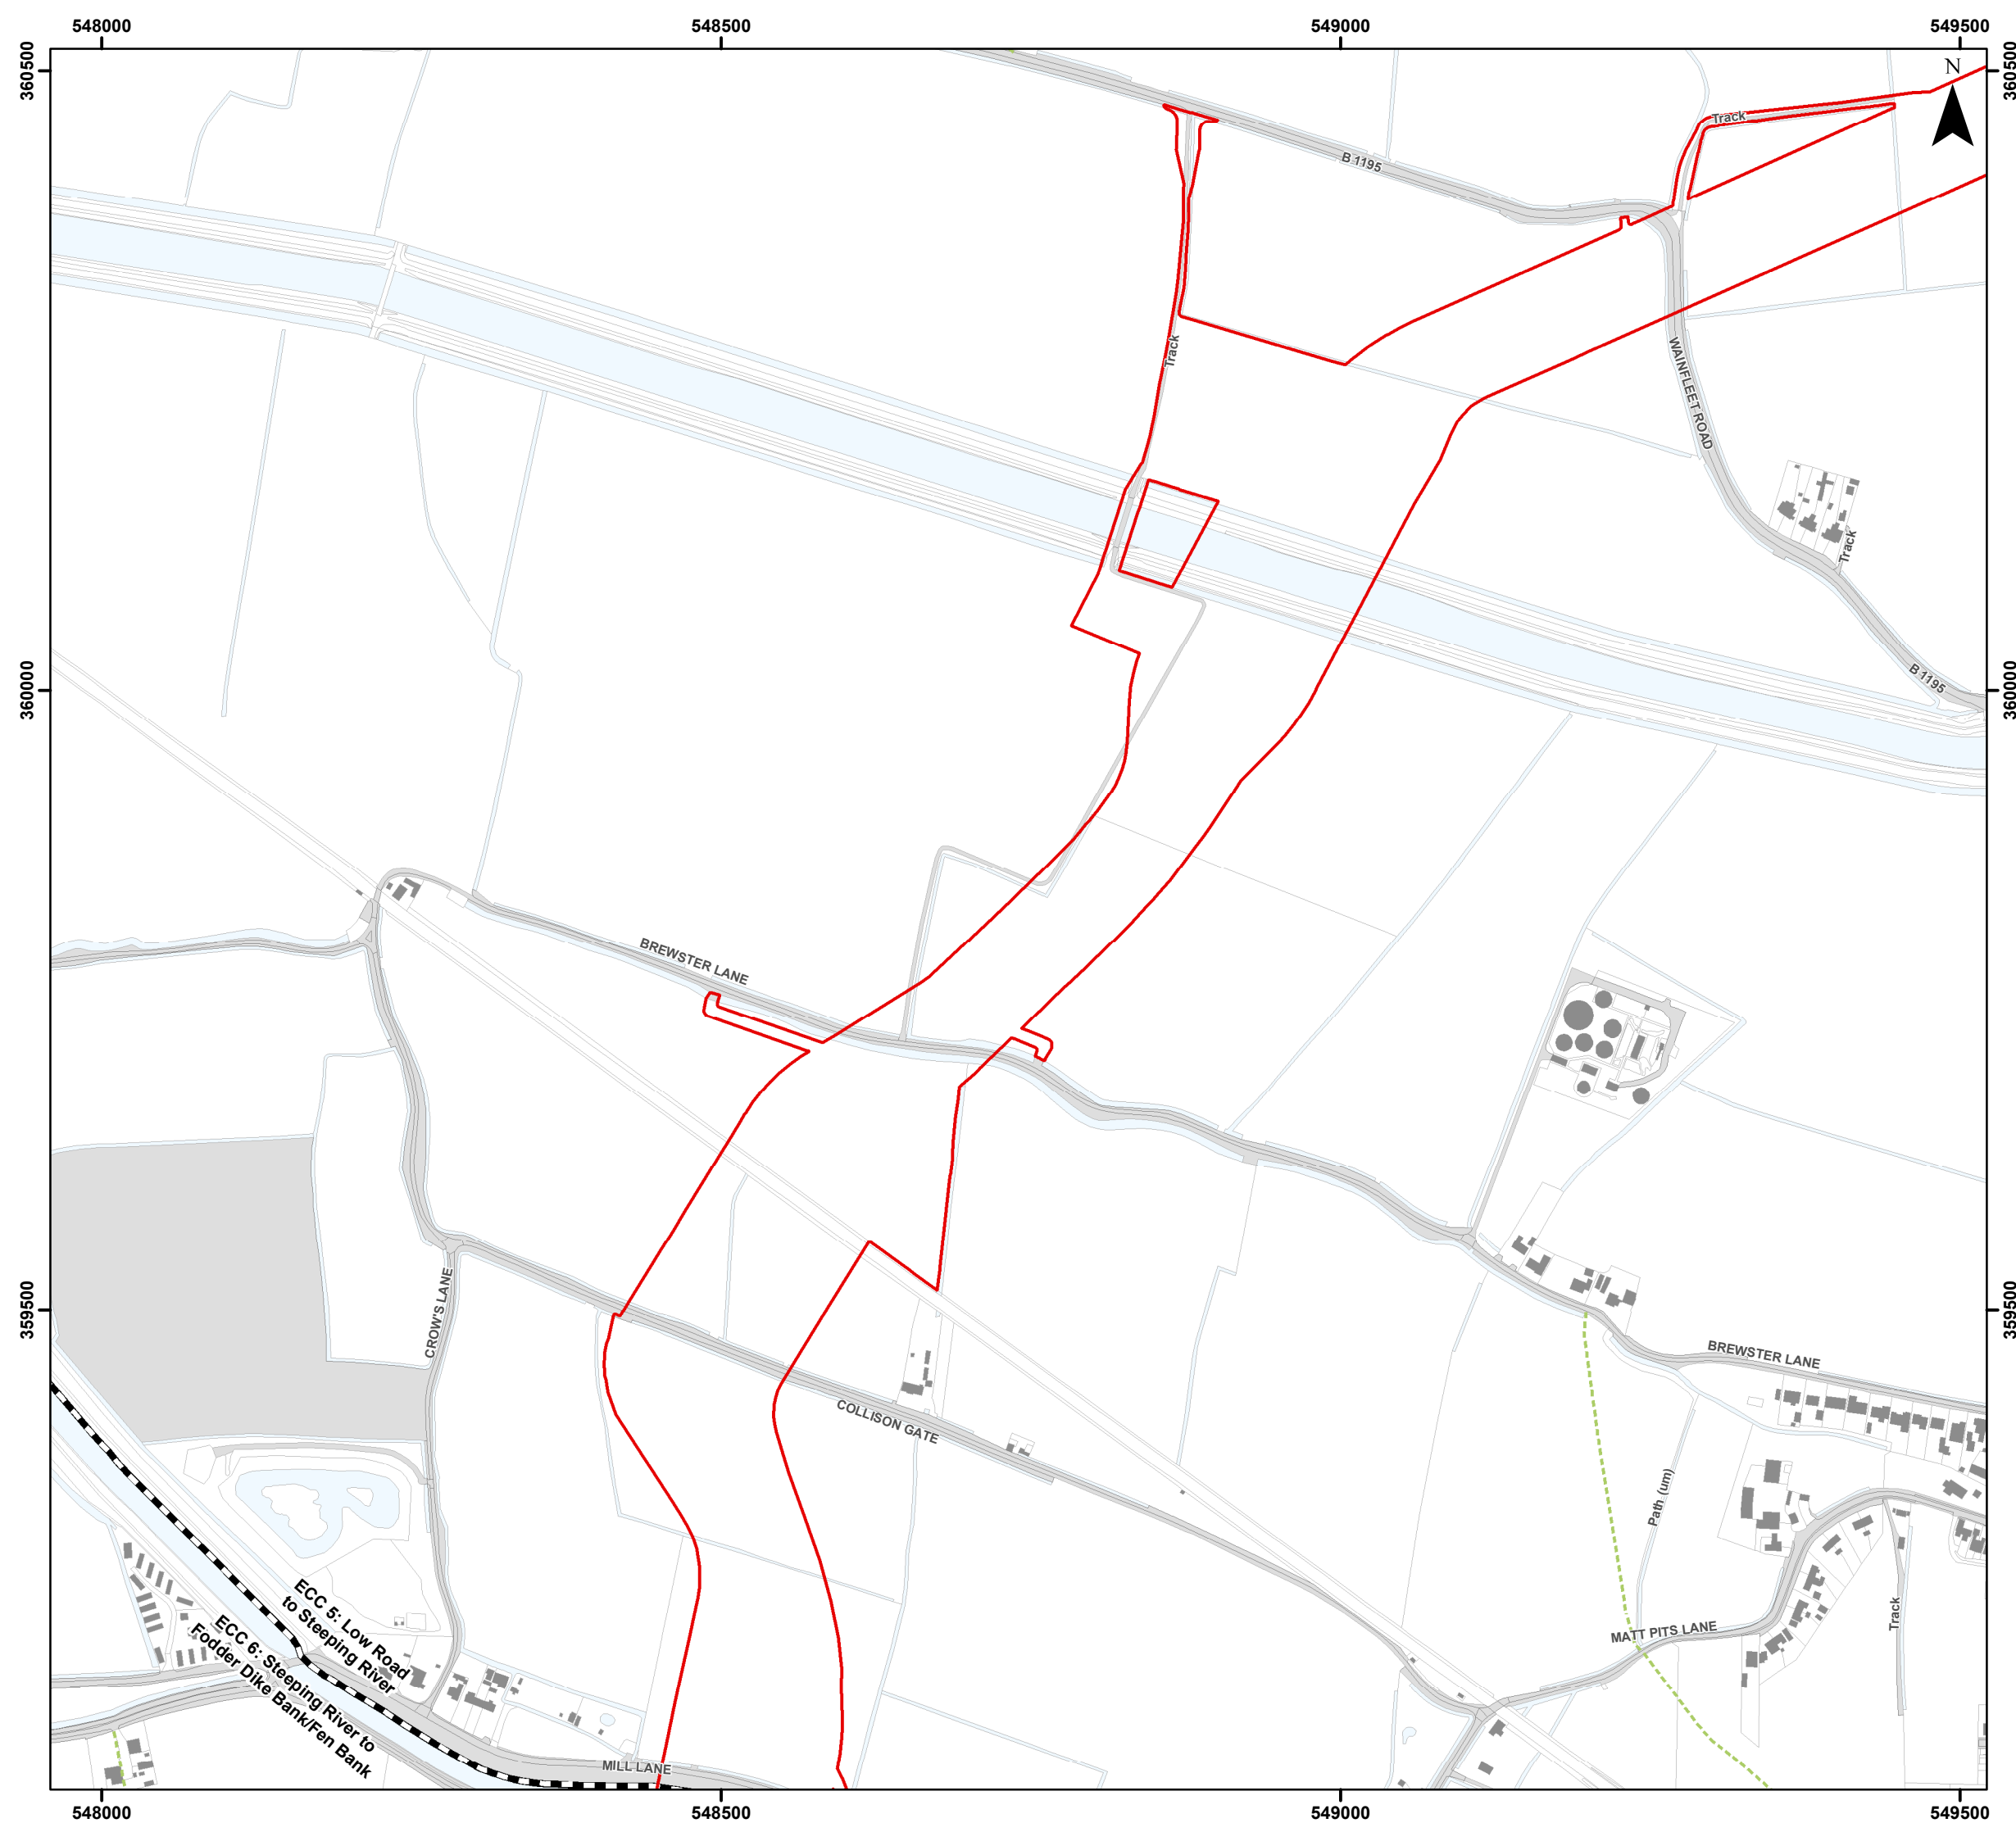 548000
548500
549000
549500
360500
360500
N
Track
B 1195
Track
WAINFLEET ROAD
Track
360000
360000
B 1195
BREWSTER LANE
359500
359500
CROW'S LANE
BREWSTER LANE
COLLISON GATE
Path (um)
ECC 5: Low Road
to Steeping River
ECC 6: Steeping River to
Fodder Dike Bank/Fen Bank
MATT PITS LANE
Track
MILL LANE
548000
548500
549000
549500